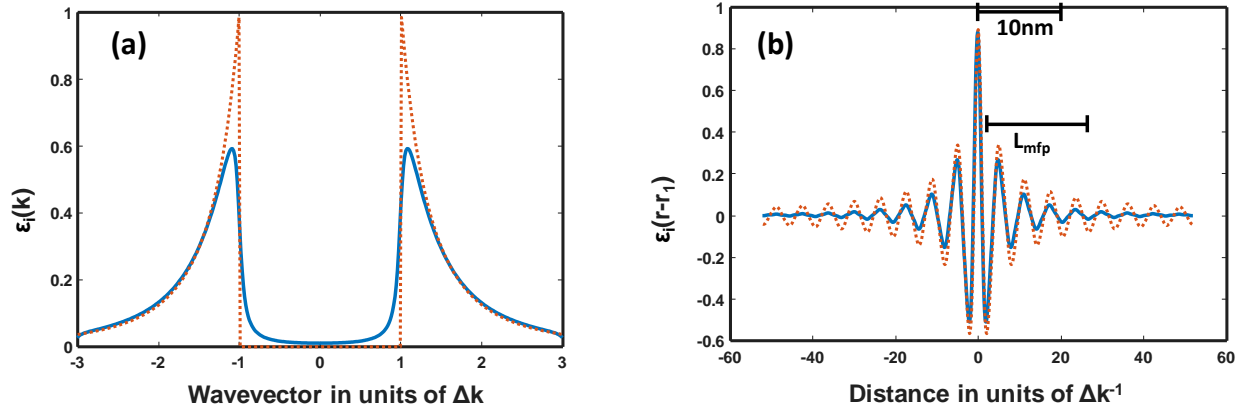 (a)
1
0.8
0.6
0.4
0.2
0
-3 -2 -1 0 1 2 3
εᵢ(k)
Wavevector in units of Δk
(b)
10nm
Lmfp
1
0.8
0.6
0.4
0.2
0
-0.2
-0.4
-0.6
-60 -40 -20 0 20 40 60
εᵢ(r-r₁)
Distance in units of Δk⁻¹